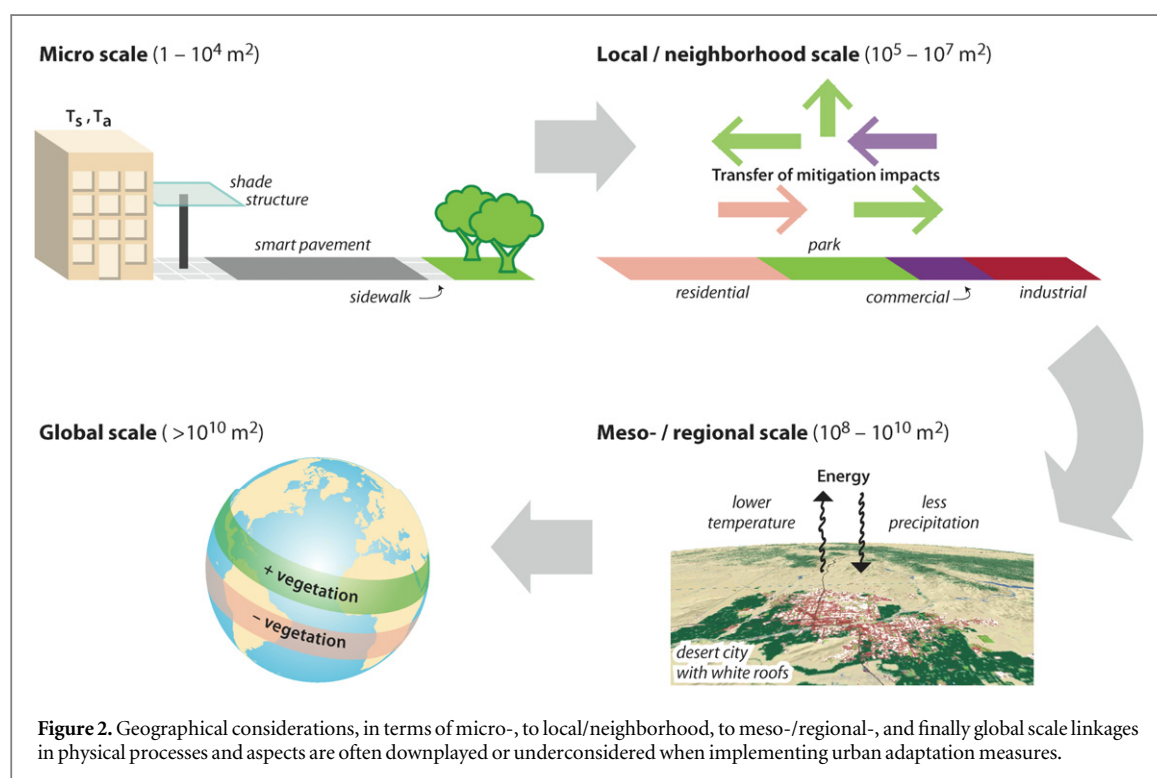 Micro scale (1 – 10⁴ m²)
Tₛ , Tₐ
shade
structure
smart pavement
sidewalk
Local / neighborhood scale (10⁵ – 10⁷ m²)
Transfer of mitigation impacts
park
residential
commercial
industrial
Global scale ( >10¹⁰ m²)
+ vegetation
– vegetation
Meso- / regional scale (10⁸ – 10¹⁰ m²)
Energy
lower
temperature
less
precipitation
desert city
with white roofs
Figure 2. Geographical considerations, in terms of micro-, to local/neighborhood, to meso-/regional-, and finally global scale linkages
in physical processes and aspects are often downplayed or underconsidered when implementing urban adaptation measures.